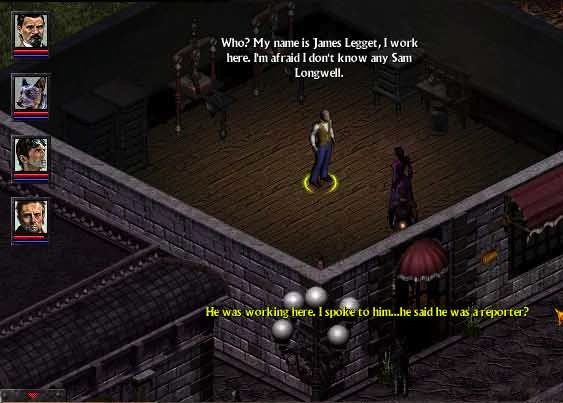 Who? My name is James Legget, I work
here. I'm afraid I don't know any Sam
Longwell.
He was working here. I spoke to him...he said he was a reporter?